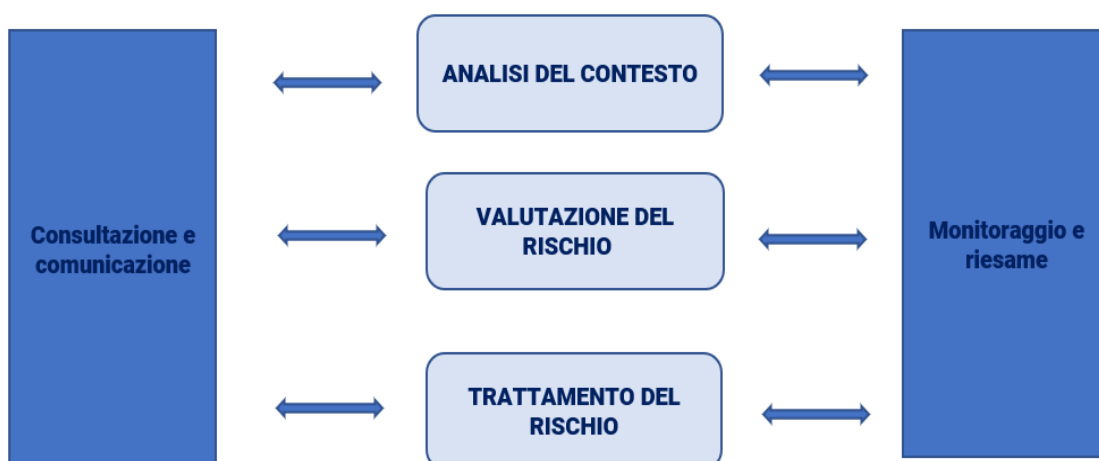 ANALISI DEL CONTESTO
Consultazione e
comunicazione
VALUTAZIONE DEL
RISCHIO
Monitoraggio e
riesame
TRATTAMENTO DEL
RISCHIO